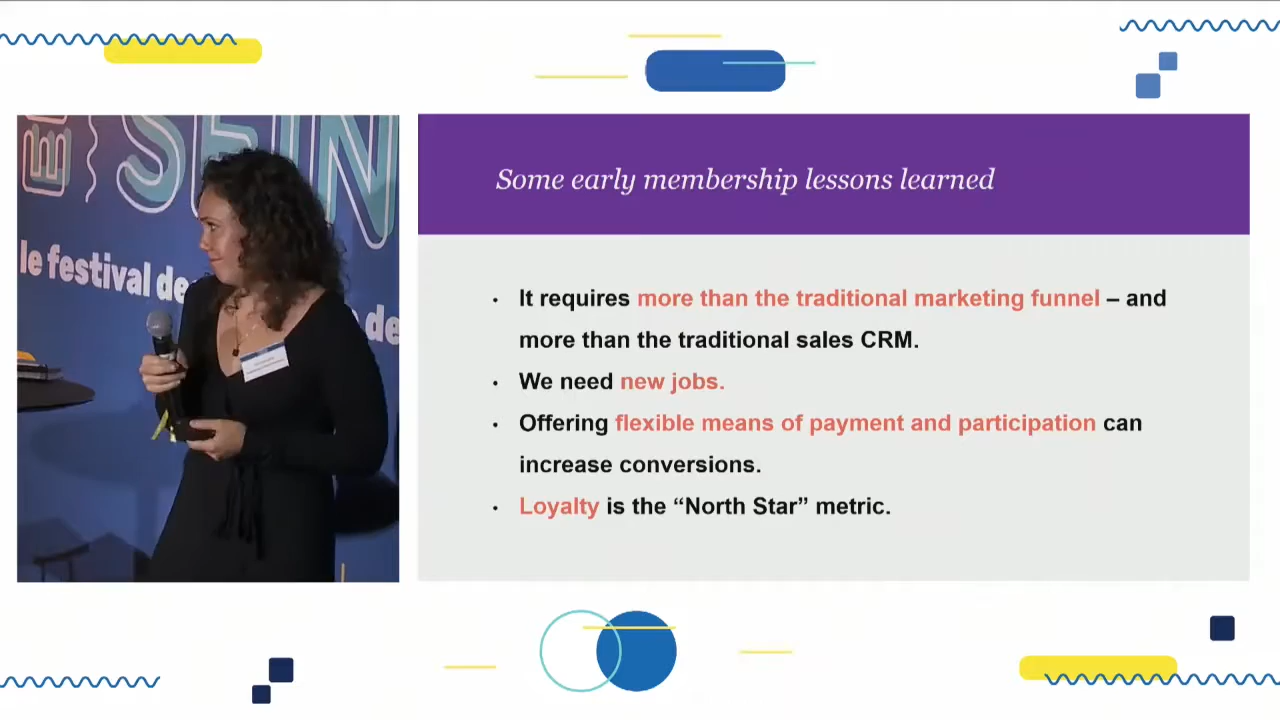 SEIN
le festival de
de
Some early membership lessons learned
• It requires more than the traditional marketing funnel – and
more than the traditional sales CRM.
• We need new jobs.
• Offering flexible means of payment and participation can
increase conversions.
• Loyalty is the “North Star” metric.